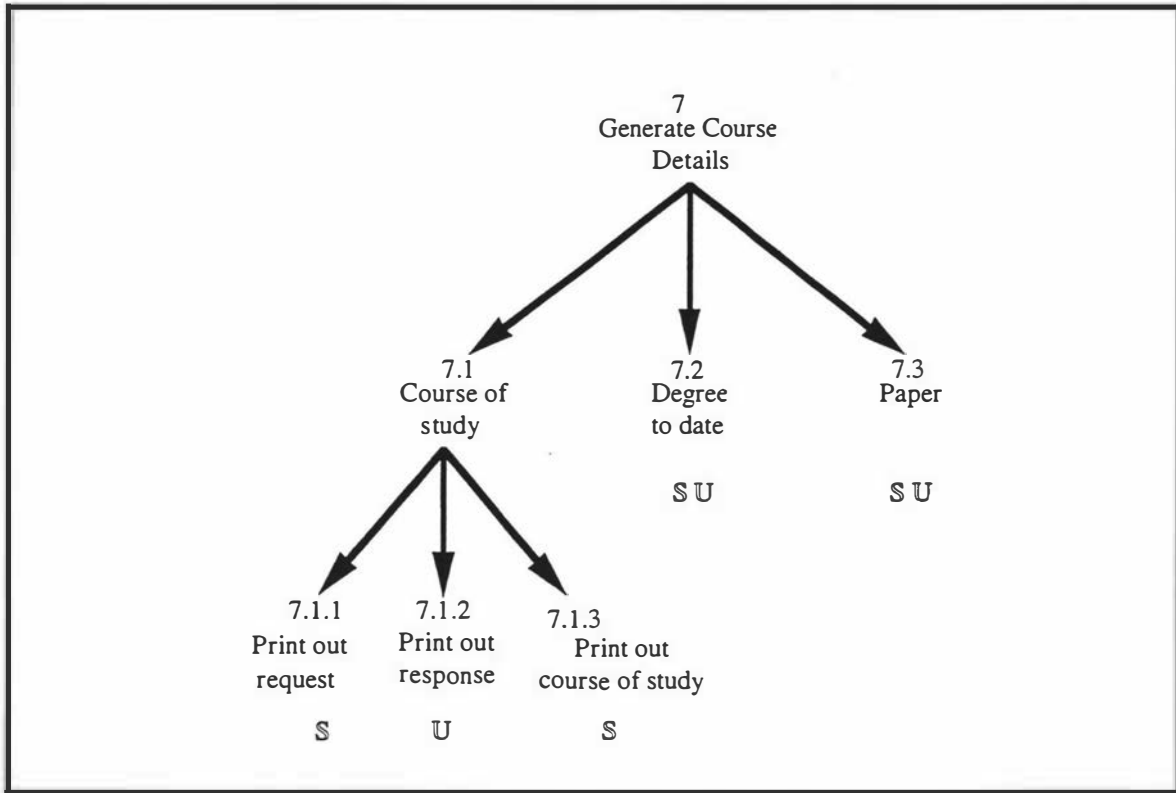 7
Generate Course
Details
7.1
Course of
study
7.2
Degree
to date
𝕊 𝕌
7.3
Paper
𝕊 𝕌
7.1.1
Print out
request
𝕊
7.1.2
Print out
response
𝕌
7.1.3
Print out
course of study
𝕊